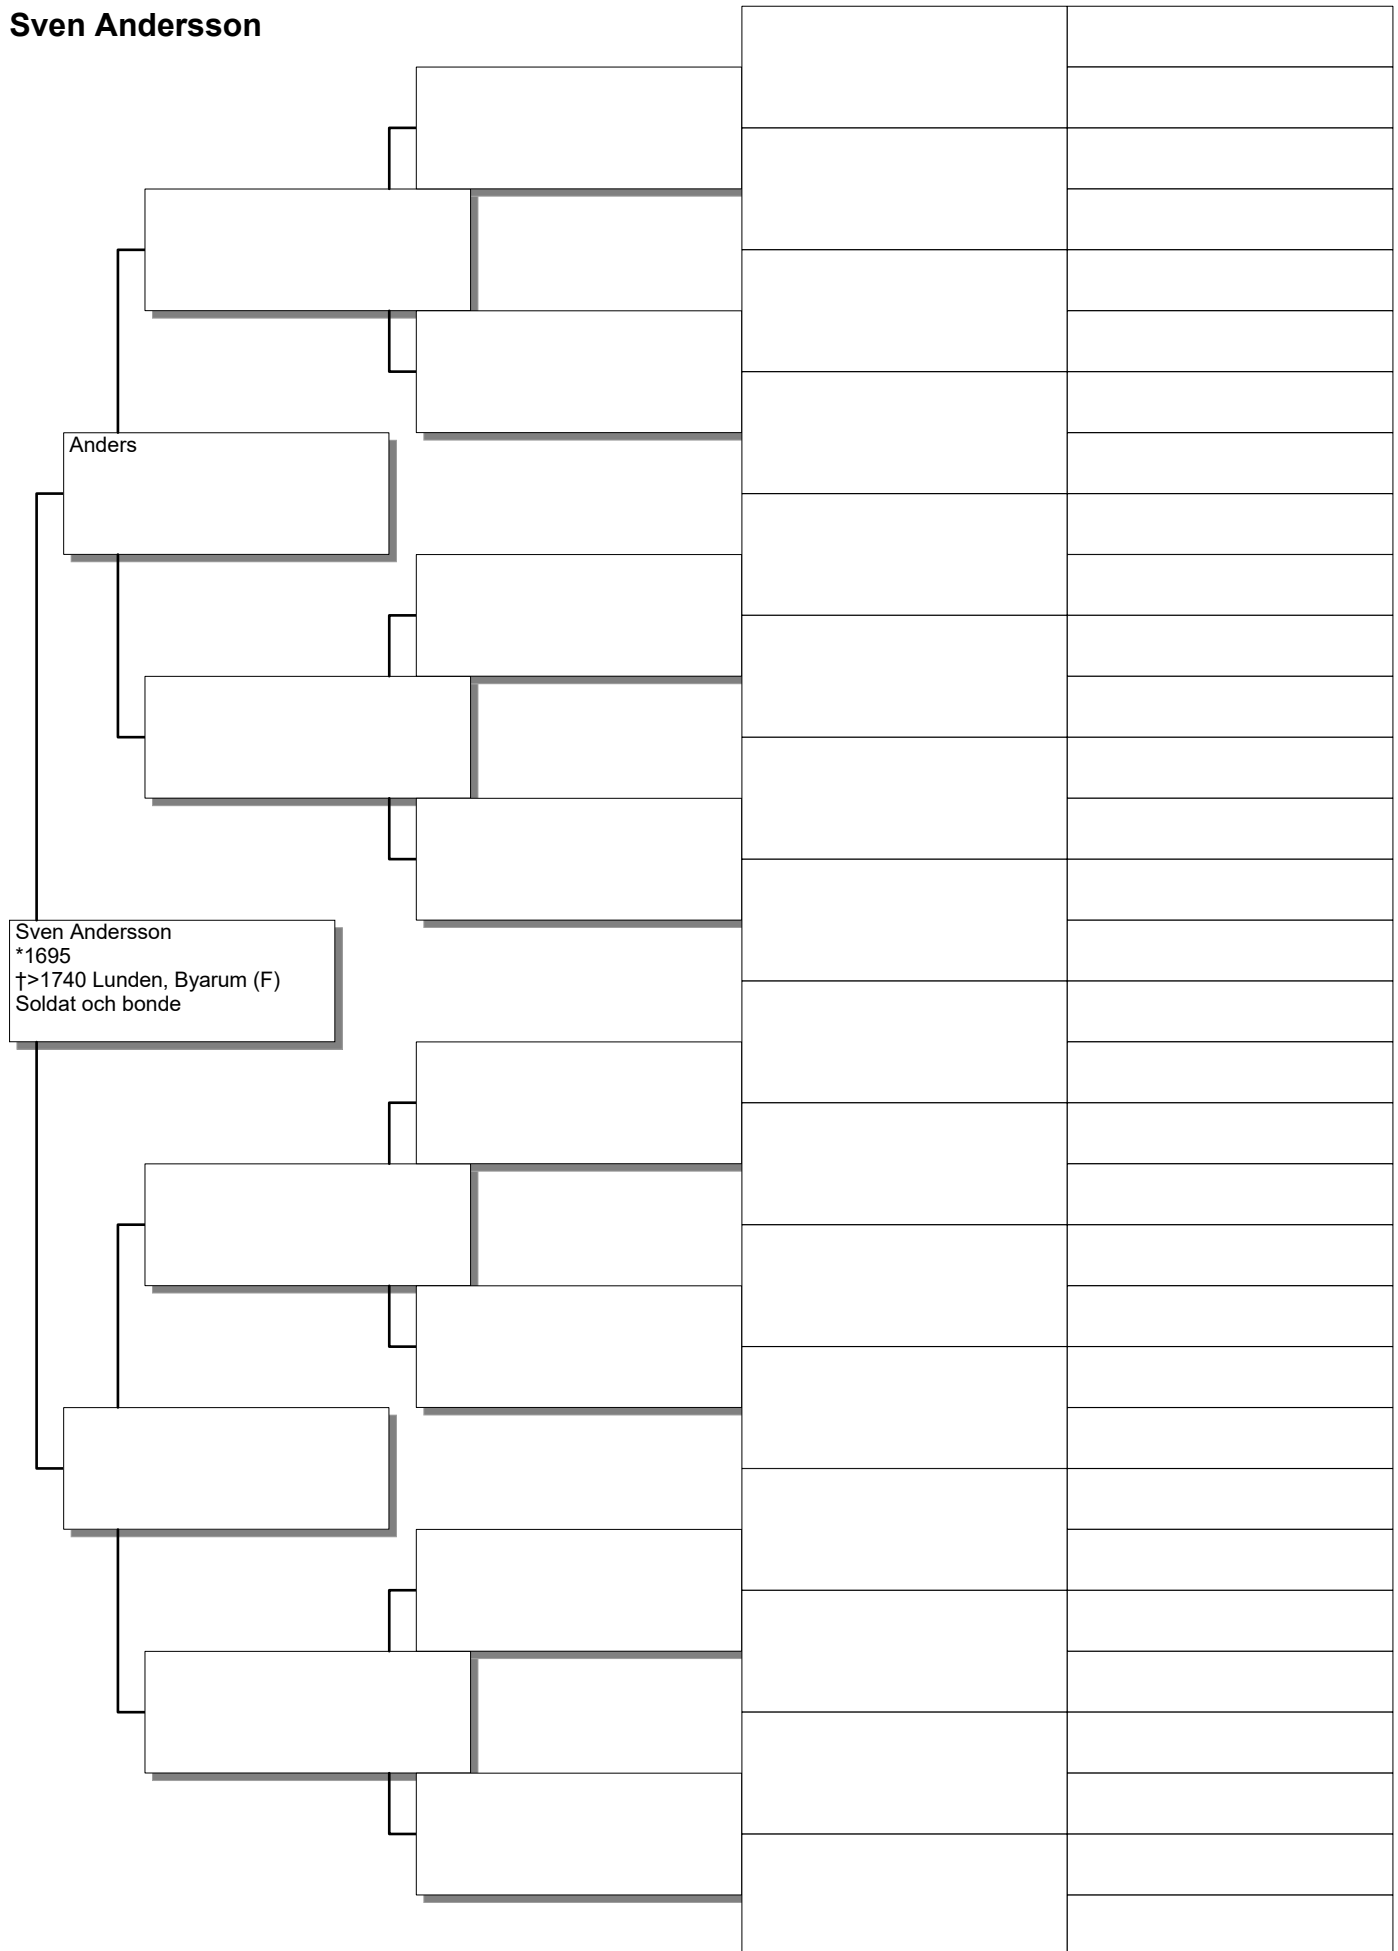 Sven Andersson
Anders
Sven Andersson
*1695
†>1740 Lunden, Byarum (F)
Soldat och bonde